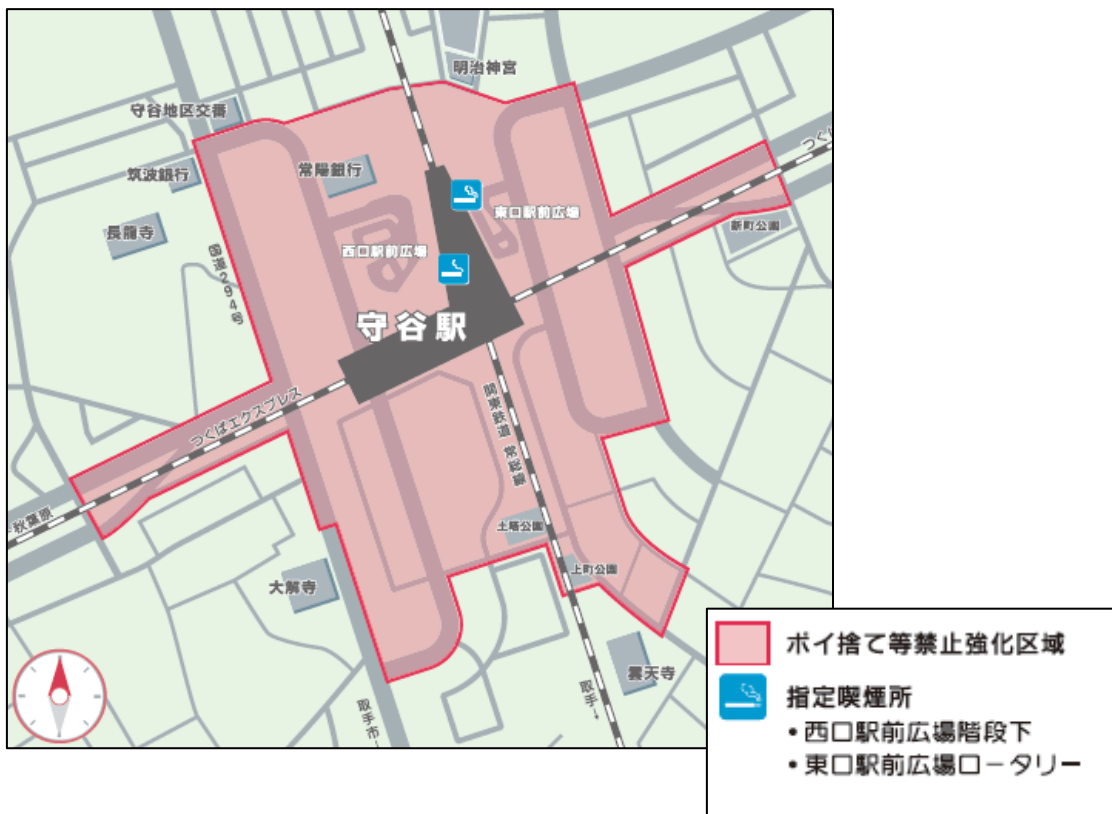 明治神宮
守谷地区交番
筑波銀行
常陽銀行
長龍寺
東口駅前広場
新町公園
西口駅前広場
国道294号
守谷駅
つくばエクスプレス
関東鉄道 常総線
秋葉原
土塔公園
上町公園
大解寺
雲天寺
取手
取手市
ポイ捨て等禁止強化区域
指定喫煙所
•西口駅前広場階段下
•東口駅前広場ロータリー